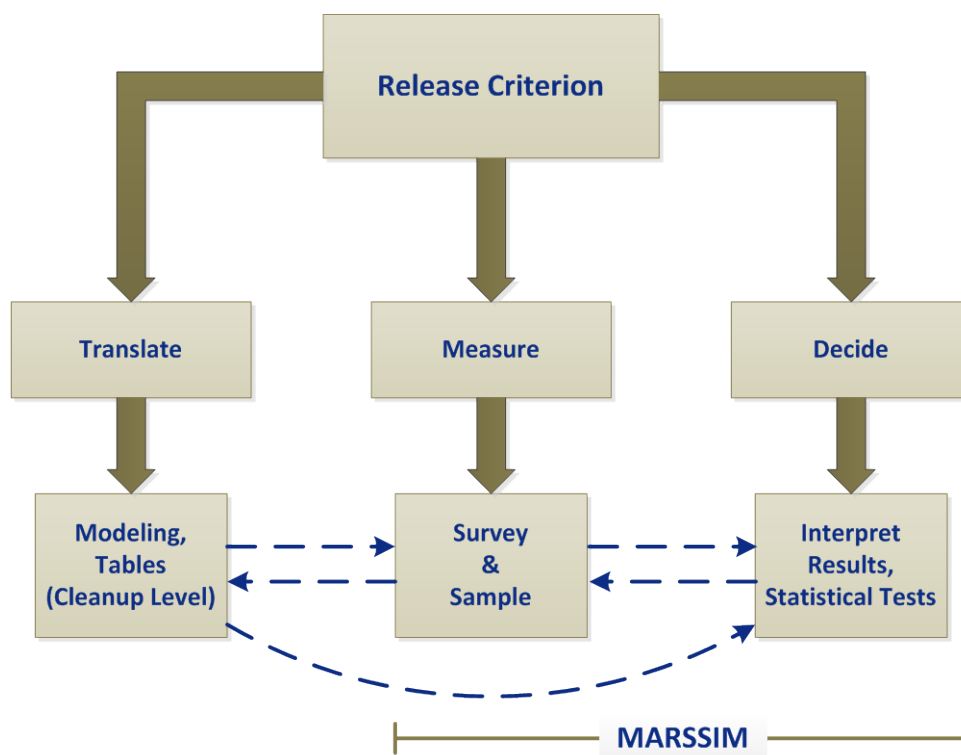 Release Criterion
Translate
Measure
Decide
Modeling,
Tables
(Cleanup Level)
Survey
&
Sample
Interpret
Results,
Statistical Tests
MARSSIM